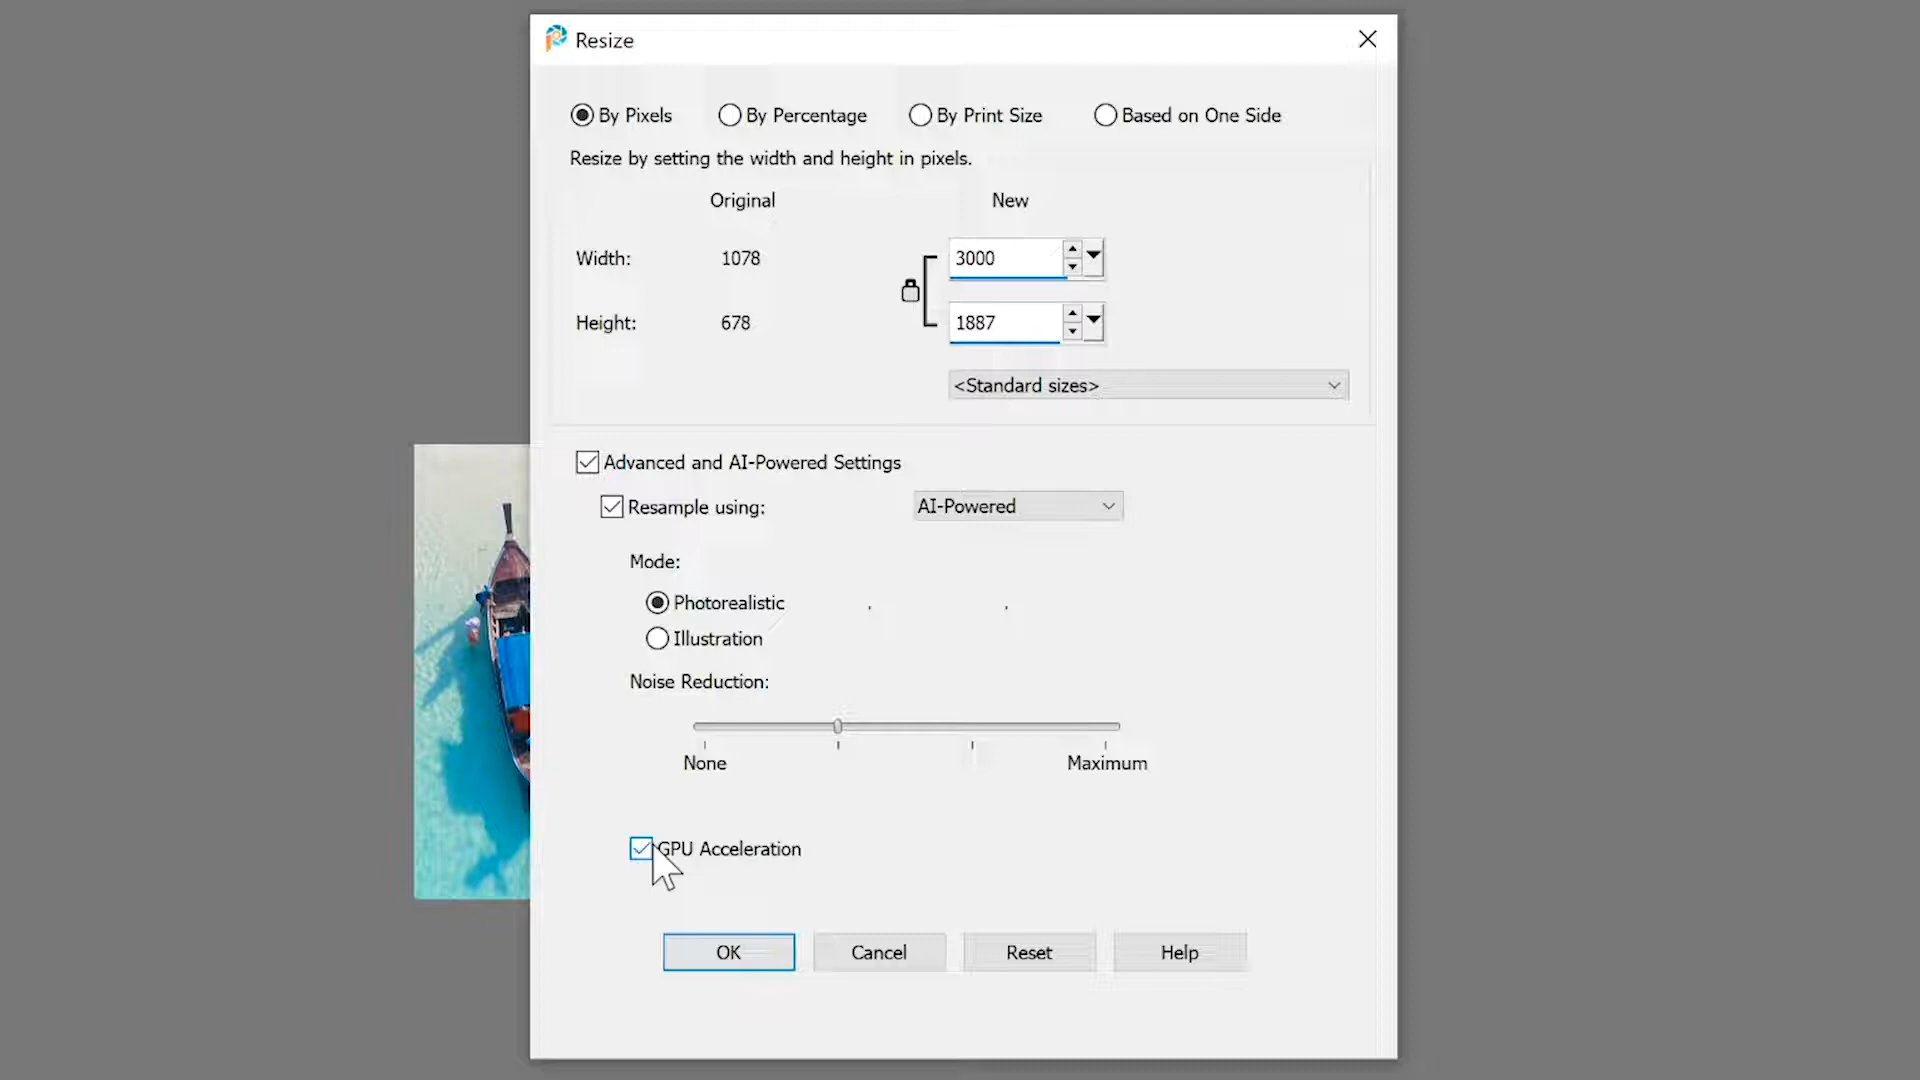 Resize
By Pixels By Percentage By Print Size Based on One Side
Resize by setting the width and height in pixels.
Original New
Width: 1078 3000
Height: 678 1887
<Standard sizes>
Advanced and AI-Powered Settings
Resample using: AI-Powered
Mode:
Photorealistic
Illustration
Noise Reduction:
None Maximum
GPU Acceleration
OK Cancel Reset Help